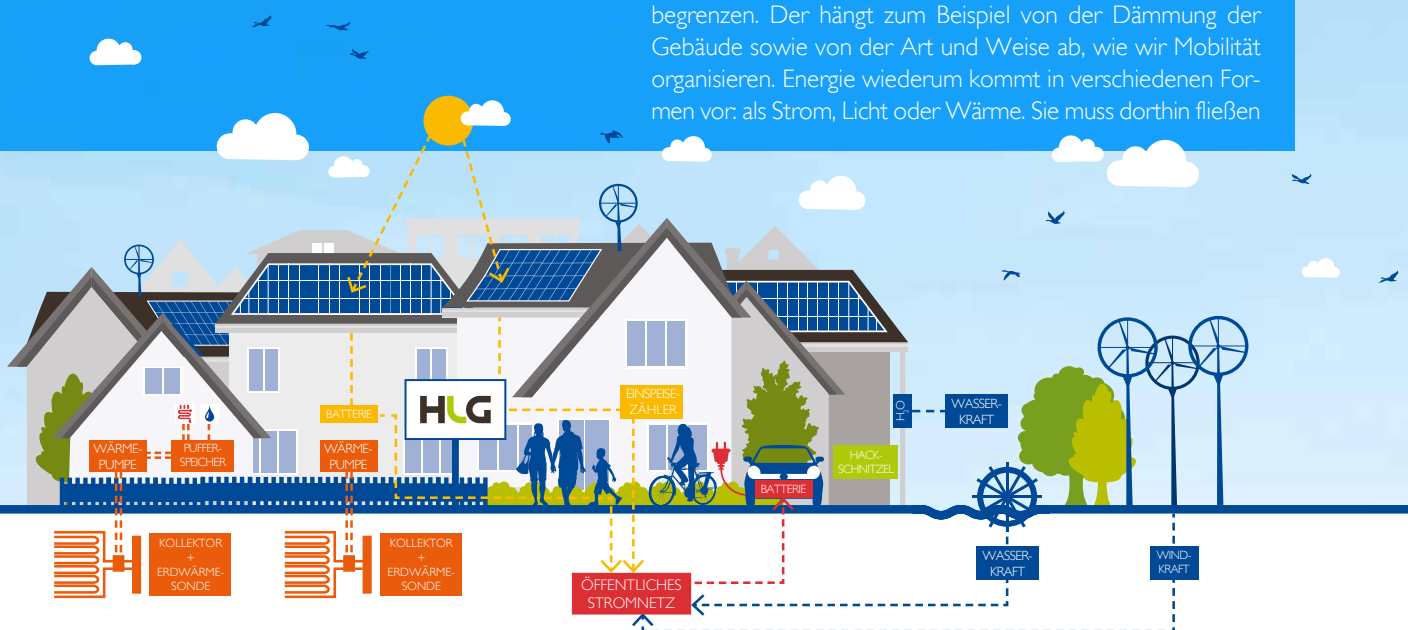 begrenzen. Der hängt zum Beispiel von der Dämmung der
Gebäude sowie von der Art und Weise ab, wie wir Mobilität
organisieren. Energie wiederum kommt in verschiedenen For-
men vor: als Strom, Licht oder Wärme. Sie muss dorthin fließen
BATTERIE
HLG
EINSPEISE-
ZÄHLER
H₂O
WASSER-
KRAFT
WÄRME-
PUMPE
PUFFER-
SPEICHER
WÄRME-
PUMPE
HACK-
SCHNITZEL
BATTERIE
KOLLEKTOR
+
ERDWÄRME-
SONDE
KOLLEKTOR
+
ERDWÄRME-
SONDE
WASSER-
KRAFT
WIND-
KRAFT
ÖFFENTLICHES
STROMNETZ